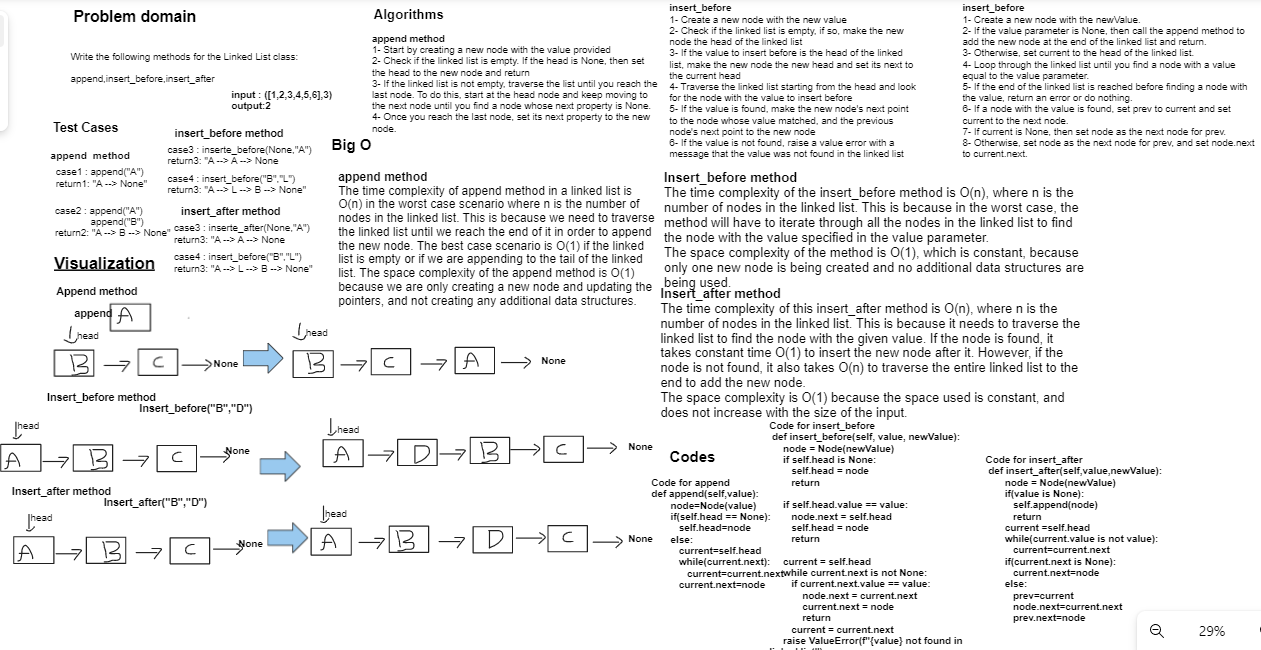 Problem domain
Write the following methods for the Linked List class:
append,insert_before,insert_after
input : ([1,2,3,4,5,6],3)
output:2
Test Cases
append method
case1 : append("A")
return1: "A --> None"
case2 : append("A")
append("B")
return2: "A --> B --> None"
insert_before method
case3 : inserte_before(None,"A")
return3: "A --> A --> None
case4 : insert_before("B","L")
return3: "A --> L --> B --> None"
insert_after method
case3 : inserte_after(None,"A")
return3: "A --> A --> None
case4 : insert_before("B","L")
return3: "A --> L --> B --> None"
Visualization
Append method
append A
head
B C None
head
B C A None
Insert_before method
Insert_before("B","D")
head
A B C None
head
A D B C None
Insert_after method
Insert_after("B","D")
head
A B C None
head
A B D C None
Algorithms
append method
1- Start by creating a new node with the value provided
2- Check if the linked list is empty. If the head is None, then set
the head to the new node and return
3- If the linked list is not empty, traverse the list until you reach the
last node. To do this, start at the head node and keep moving to
the next node until you find a node whose next property is None.
4- Once you reach the last node, set its next property to the new
node.
insert_before
1- Create a new node with the new value
2- Check if the linked list is empty, if so, make the new
node the head of the linked list
3- If the value to insert before is the head of the linked
list, make the new node the new head and set its next to
the current head
4- Traverse the linked list starting from the head and look
for the node with the value to insert before
5- If the value is found, make the new node's next point
to the node whose value matched, and the previous
node's next point to the new node
6- If the value is not found, raise a value error with a
message that the value was not found in the linked list
insert_before
1- Create a new node with the newValue.
2- If the value parameter is None, then call the append method to
add the new node at the end of the linked list and return.
3- Otherwise, set current to the head of the linked list.
4- Loop through the linked list until you find a node with a value
equal to the value parameter.
5- If the end of the linked list is reached before finding a node with
the value, return an error or do nothing.
6- If a node with the value is found, set prev to current and set
current to the next node.
7- If current is None, then set node as the next node for prev.
8- Otherwise, set node as the next node for prev, and set node.next
to current.next.
Big O
append method
The time complexity of append method in a linked list is
O(n) in the worst case scenario where n is the number of
nodes in the linked list. This is because we need to traverse
the linked list until we reach the end of it in order to append
the new node. The best case scenario is O(1) if the linked
list is empty or if we are appending to the tail of the linked
list. The space complexity of the append method is O(1)
because we are only creating a new node and updating the
pointers, and not creating any additional data structures.
Insert_before method
The time complexity of the insert_before method is O(n), where n is the
number of nodes in the linked list. This is because in the worst case, the
method will have to iterate through all the nodes in the linked list to find
the node with the value specified in the value parameter.
The space complexity of the method is O(1), which is constant, because
only one new node is being created and no additional data structures are
being used.
Insert_after method
The time complexity of this insert_after method is O(n), where n is the
number of nodes in the linked list. This is because it needs to traverse the
linked list to find the node with the given value. If the node is found, it
takes constant time O(1) to insert the new node after it. However, if the
node is not found, it also takes O(n) to traverse the entire linked list to the
end to add the new node.
The space complexity is O(1) because the space used is constant, and
does not increase with the size of the input.
Codes
Code for append
def append(self,value):
node=Node(value)
if(self.head == None):
self.head=node
else:
current=self.head
while(current.next):
current=current.next
current.next=node
Code for insert_before
def insert_before(self, value, newValue):
node = Node(newValue)
if self.head is None:
self.head = node
return
if self.head.value == value:
node.next = self.head
self.head = node
return
current = self.head
while current.next is not None:
if current.next.value == value:
node.next = current.next
current.next = node
return
current = current.next
raise ValueError(f"{value} not found in
Code for insert_after
def insert_after(self,value,newValue):
node = Node(newValue)
if(value is None):
self.append(node)
return
current =self.head
while(current.value is not value):
current=current.next
if(current.next is None):
current.next=node
else:
prev=current
node.next=current.next
prev.next=node
29%